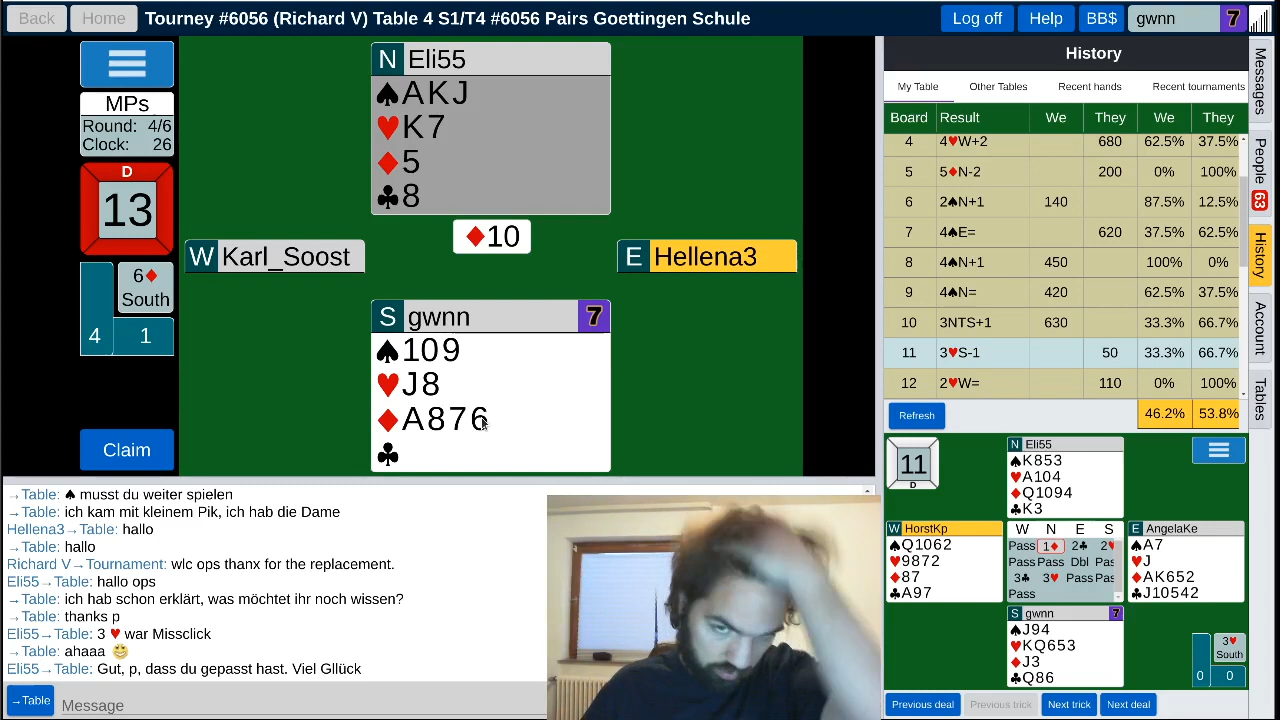 Back Home Tourney #6056 (Richard V) Table 4 S1/T4 #6056 Pairs Goettingen Schule Log off Help BB$ gwnn 7
MPs
Round: 4/6
Clock: 26
D
13
6♦
South
4 1
Claim
N Eli55
♠AKJ
♥K7
♦5
♣8
♦10
W Karl_Soost
E Hellena3
S gwnn 7
♠109
♥J8
♦A876
♣
→Table: ♠ musst du weiter spielen
→Table: ich kam mit kleinem Pik, ich hab die Dame
Hellena3→Table: hallo
→Table: hallo
Richard V→Tournament: wlc ops thanx for the replacement.
Eli55→Table: hallo ops
→Table: ich hab schon erklärt, was möchtet ihr noch wissen?
→Table: thanks p
Eli55→Table: 3 ♥ war Missclick
→Table: ahaaa 😁
Eli55→Table: Gut, p, dass du gepasst hast. Viel Gllück
→Table Message
History
My Table Other Tables Recent hands Recent tournaments
Board Result We They We They
4 4♥W+2 680 62.5% 37.5%
5 5♦N-2 200 0% 100%
6 2♠N+1 140 87.5% 12.5%
7 4♠E= 620 37.5% 62.5%
8 4♠N+1 450 100% 0%
9 4♠N= 420 62.5% 37.5%
10 3NTS+1 630 33.3% 66.7%
11 3♥S-1 50 33.3% 66.7%
12 2♥W= 110 0% 100%
Refresh 46.2% 53.8%
11
D
N Eli55
♠K853
♥A104
♦Q1094
♣K3
W HorstKp
♠Q1062
♥9872
♦87
♣A97
W N E S
Pass 1♦ 2♣ 2♥
Pass Pass Dbl Pas
3♣ 3♥ Pass Pas
Pass
E AngelaKe
♠A7
♥J
♦AK652
♣J10542
S gwnn 7
♠J94
♥KQ653
♦J3
♣Q86
3♥
South
0 0
Previous deal Previous trick Next trick Next deal
Messages
People 63
History
Account
Tables